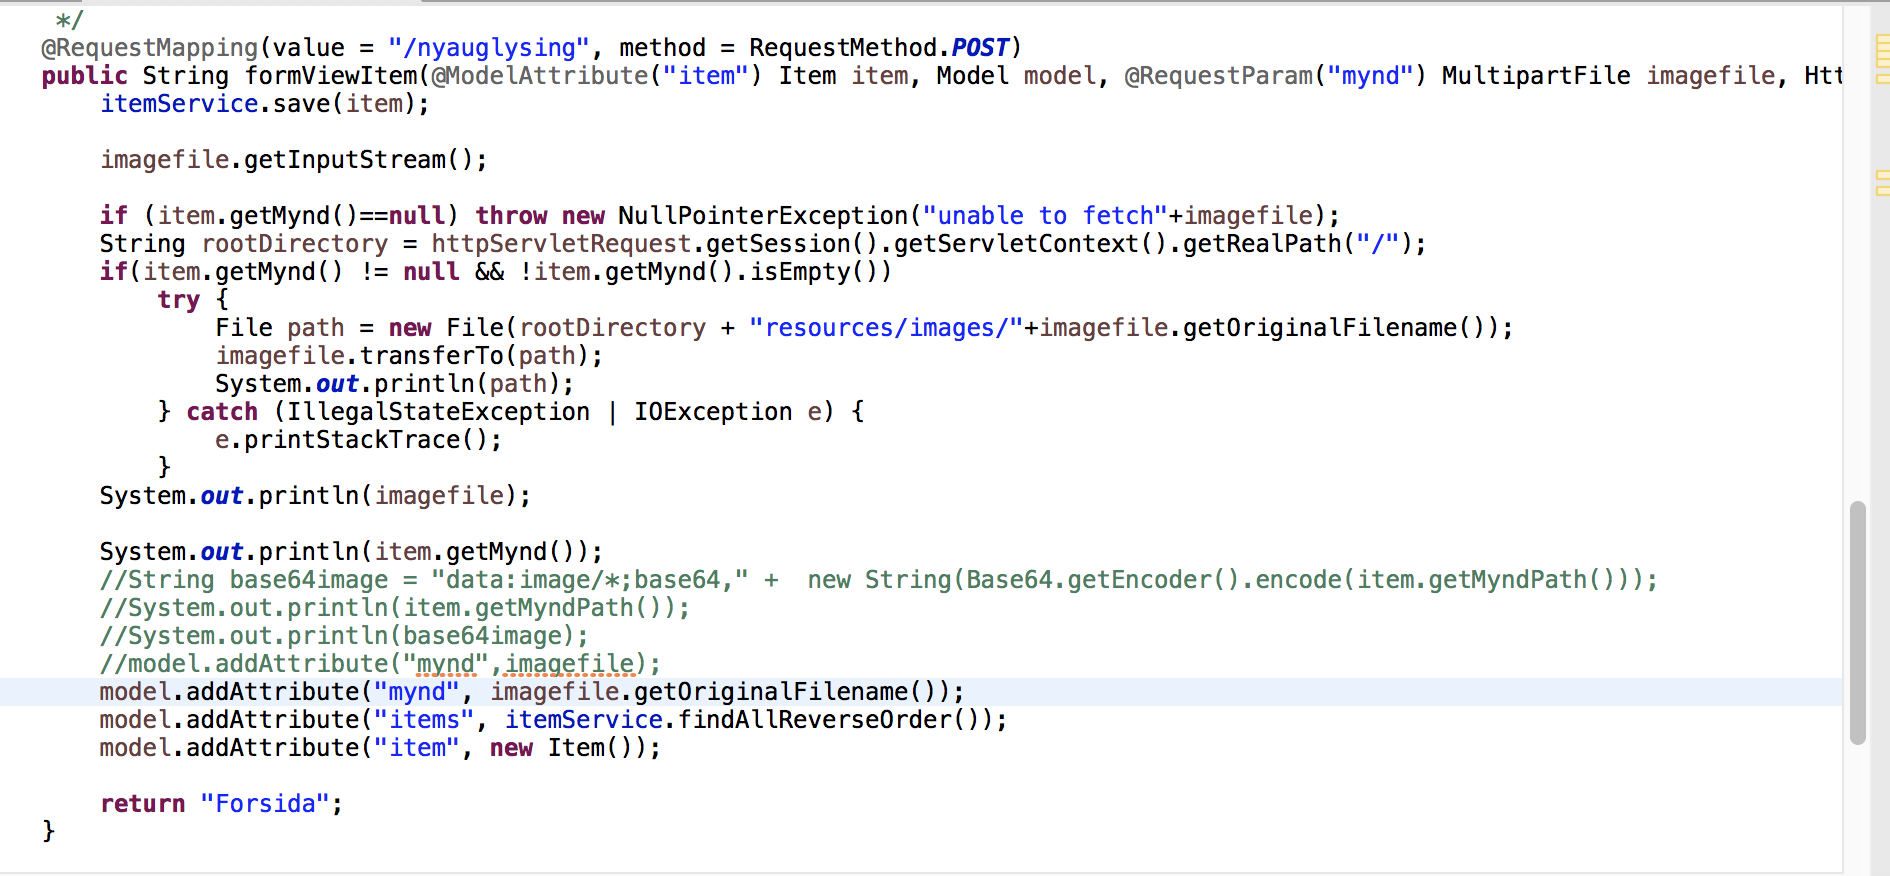 */
@RequestMapping(value = "/nyauglysing", method = RequestMethod.POST)
public String formViewItem(@ModelAttribute("item") Item item, Model model, @RequestParam("mynd") MultipartFile imagefile, Htt
itemService.save(item);
imagefile.getInputStream();
if (item.getMynd()==null) throw new NullPointerException("unable to fetch"+imagefile);
String rootDirectory = httpServletRequest.getSession().getServletContext().getRealPath("/");
if(item.getMynd() != null && !item.getMynd().isEmpty())
try {
File path = new File(rootDirectory + "resources/images/"+imagefile.getOriginalFilename());
imagefile.transferTo(path);
System.out.println(path);
} catch (IllegalStateException | IOException e) {
e.printStackTrace();
}
System.out.println(imagefile);
System.out.println(item.getMynd());
//String base64image = "data:image/*;base64," +  new String(Base64.getEncoder().encode(item.getMyndPath()));
//System.out.println(item.getMyndPath());
//System.out.println(base64image);
//model.addAttribute("mynd",imagefile);
model.addAttribute("mynd", imagefile.getOriginalFilename());
model.addAttribute("items", itemService.findAllReverseOrder());
model.addAttribute("item", new Item());
return "Forsida";
}